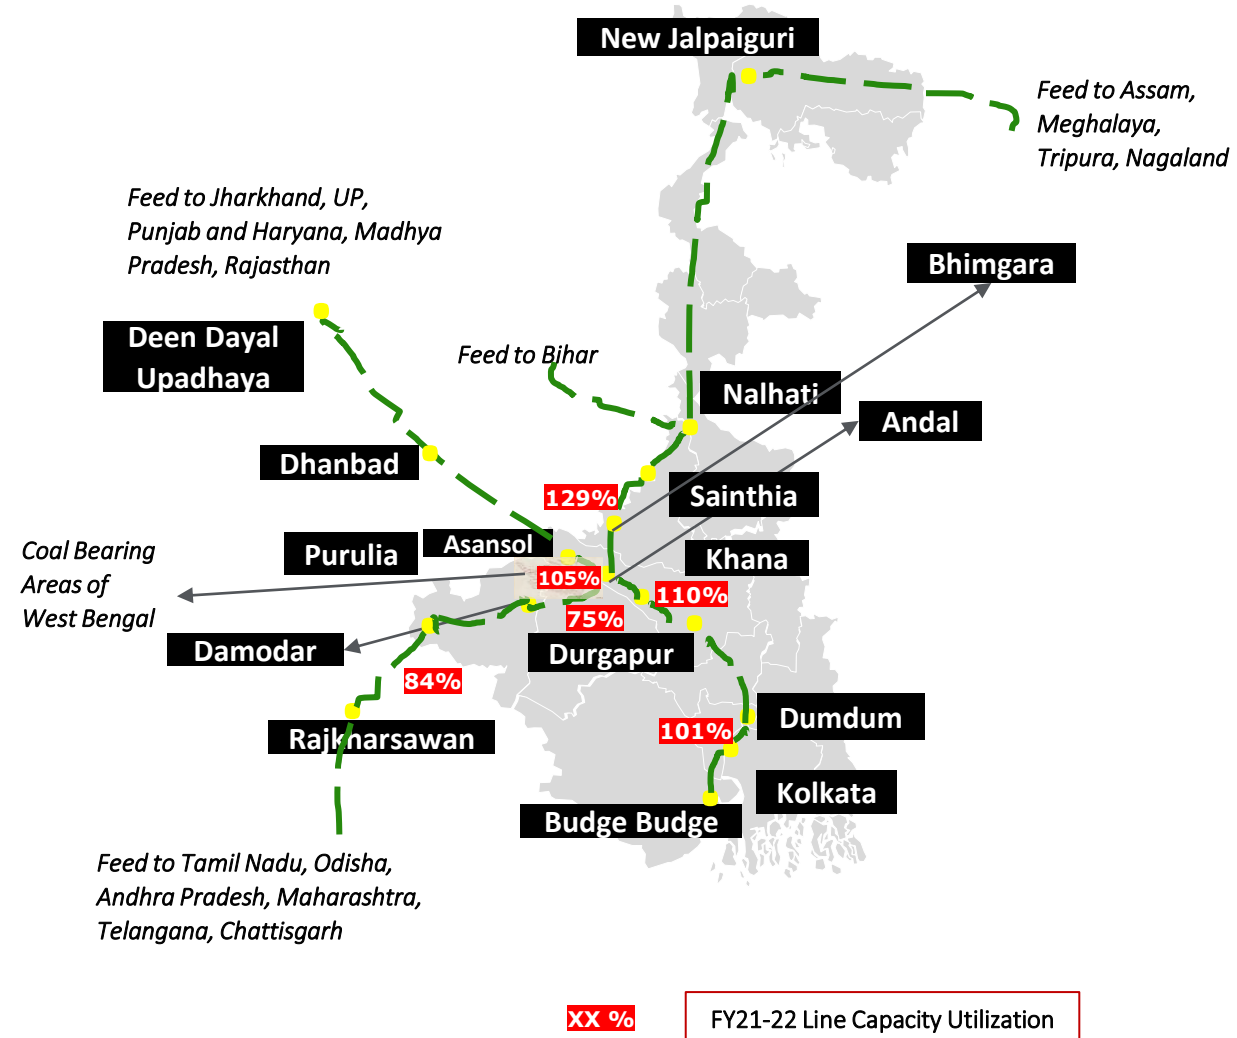 New Jalpaiguri
Feed to Assam,
Meghalaya,
Tripura, Nagaland
Feed to Jharkhand, UP,
Punjab and Haryana, Madhya
Pradesh, Rajasthan
Bhimgara
Deen Dayal
Upadhaya
Feed to Bihar
Nalhati
Andal
Dhanbad
129%
Sainthia
Asansol
Purulia
Khana
Coal Bearing
Areas of
West Bengal
105%
110%
75%
Damodar
Durgapur
84%
Rajkharsawan
101%
Dumdum
Kolkata
Budge Budge
Feed to Tamil Nadu, Odisha,
Andhra Pradesh, Maharashtra,
Telangana, Chattisgarh
XX %
FY21-22 Line Capacity Utilization